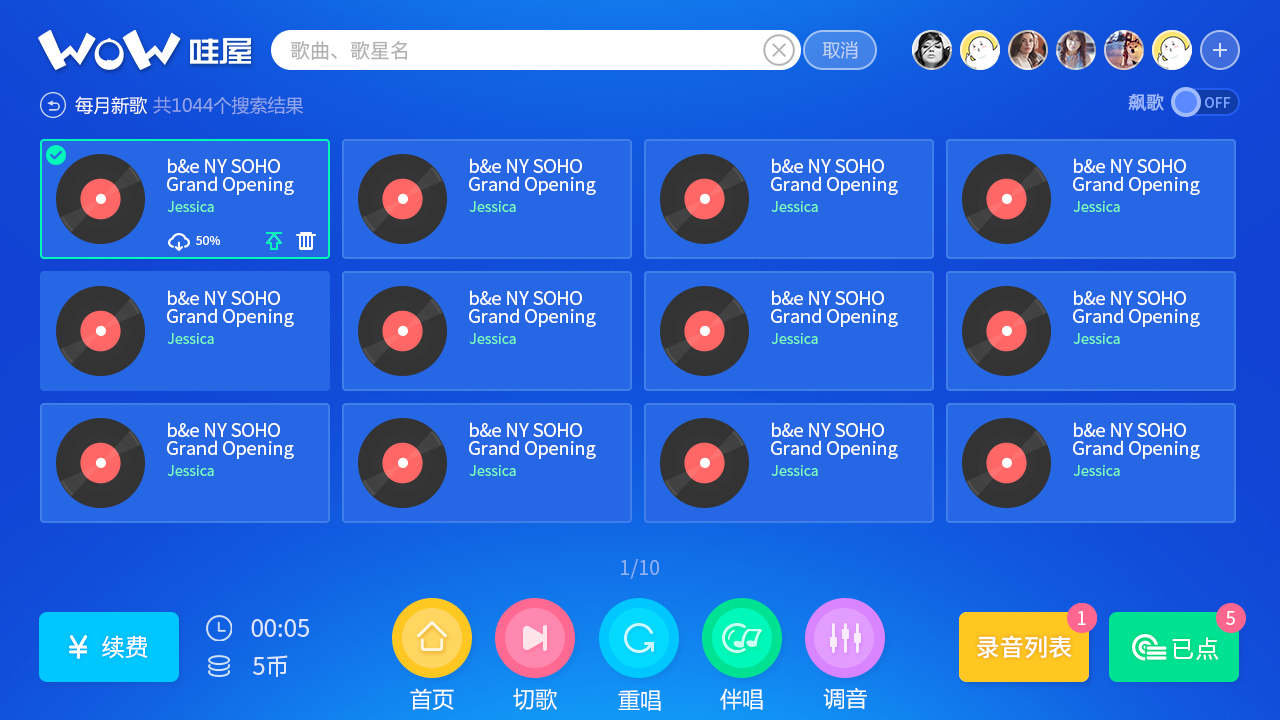 WOW 哇屋
歌曲、歌星名
取消
每月新歌 共1044个搜索结果
飙歌 OFF
b&e NY SOHO
Grand Opening
Jessica
50%
b&e NY SOHO
Grand Opening
Jessica
b&e NY SOHO
Grand Opening
Jessica
b&e NY SOHO
Grand Opening
Jessica
b&e NY SOHO
Grand Opening
Jessica
b&e NY SOHO
Grand Opening
Jessica
b&e NY SOHO
Grand Opening
Jessica
b&e NY SOHO
Grand Opening
Jessica
b&e NY SOHO
Grand Opening
Jessica
b&e NY SOHO
Grand Opening
Jessica
b&e NY SOHO
Grand Opening
Jessica
b&e NY SOHO
Grand Opening
Jessica
1/10
¥ 续费
00:05
5币
首页
切歌
重唱
伴唱
调音
录音列表
1
已点
5